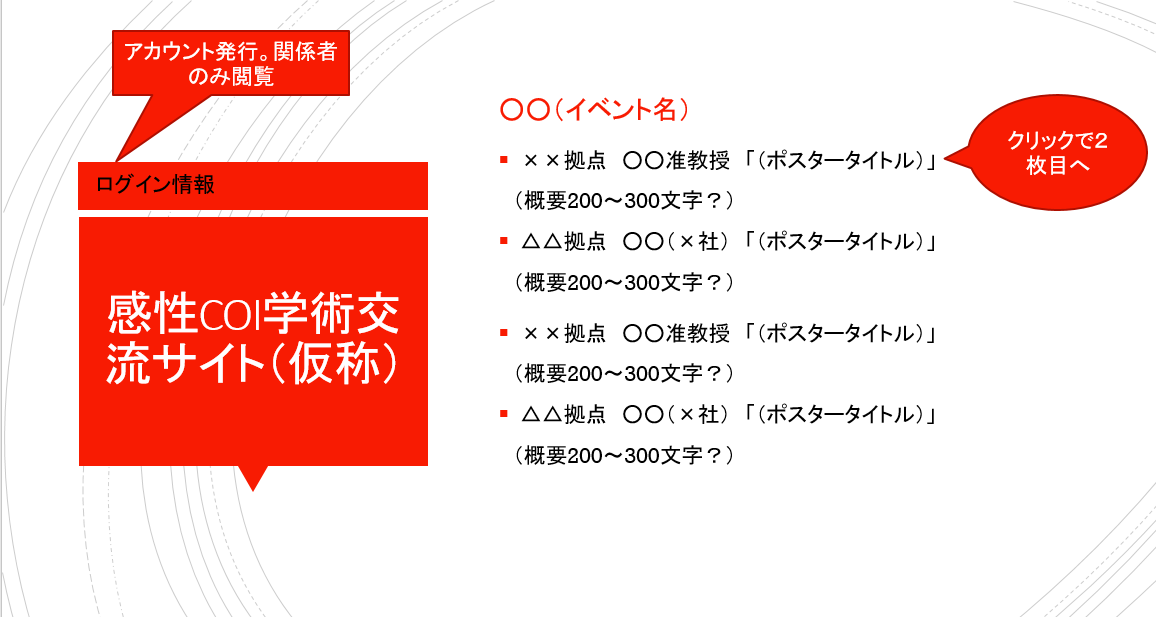 アカウント発行。関係者
のみ閲覧
ログイン情報
感性COI学術交
流サイト（仮称）
〇〇（イベント名）
▪ ××拠点　〇〇准教授 「（ポスタータイトル）」
（概要200～300文字？）
▪ △△拠点　〇〇（×社） 「（ポスタータイトル）」
（概要200～300文字？）
▪ ××拠点　〇〇准教授 「（ポスタータイトル）」
（概要200～300文字？）
▪ △△拠点　〇〇（×社） 「（ポスタータイトル）」
（概要200～300文字？）
クリックで２
枚目へ